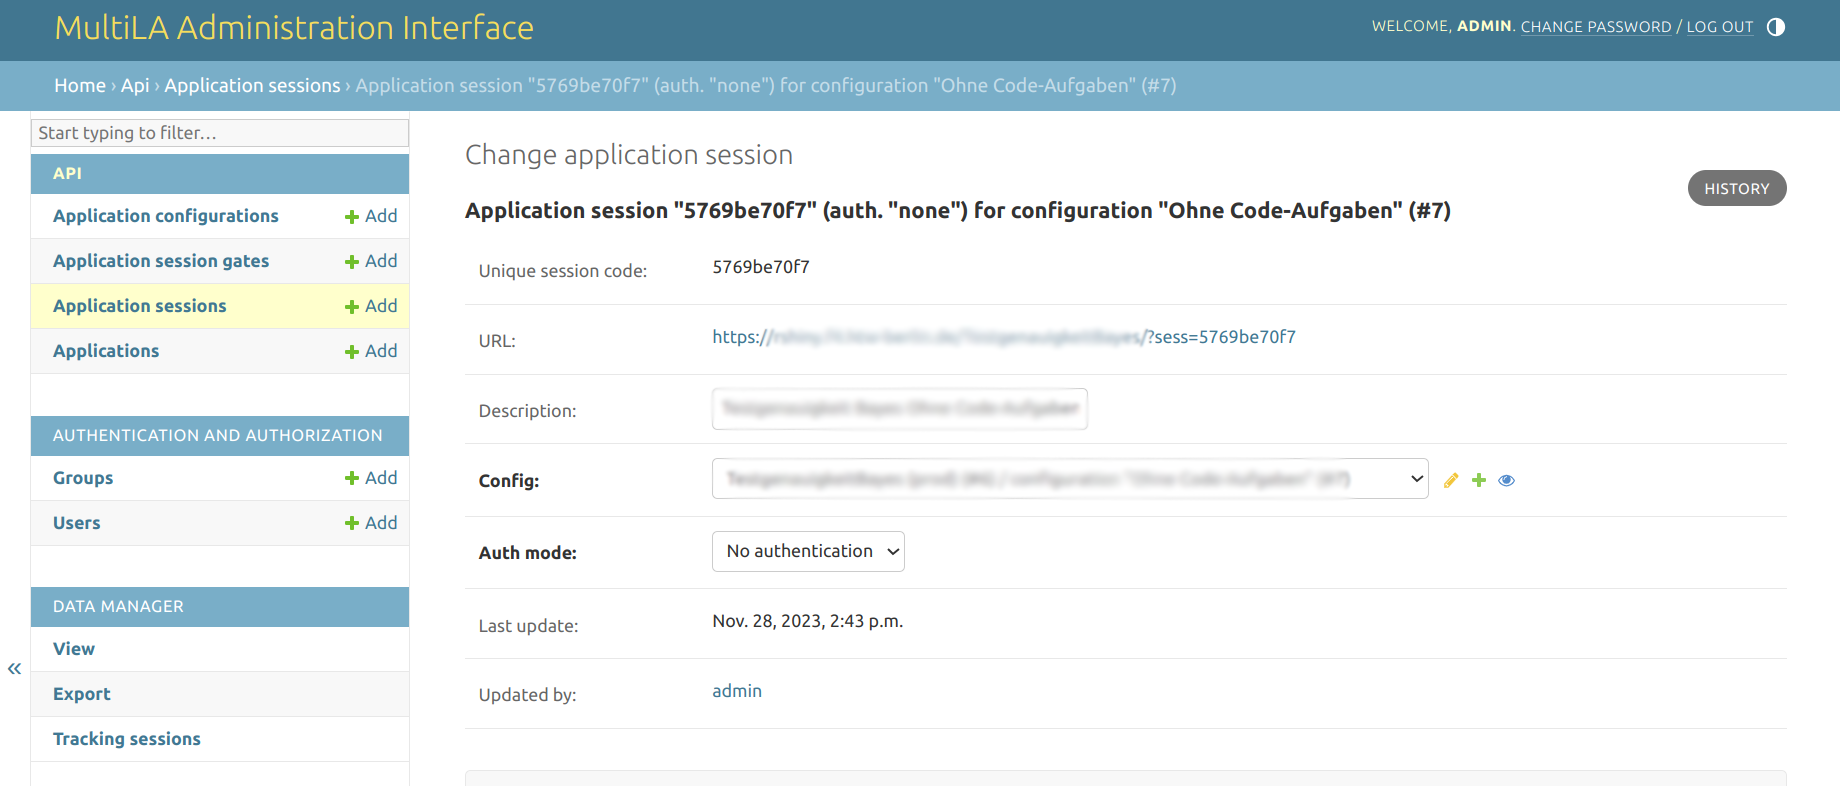 MultiLA Administration Interface
WELCOME, ADMIN. CHANGE PASSWORD / LOG OUT
Home › Api › Application sessions › Application session "5769be70f7" (auth. "none") for configuration "Ohne Code-Aufgaben" (#7)
Start typing to filter…
API
Application configurations Add
Application session gates Add
Application sessions Add
Applications Add
AUTHENTICATION AND AUTHORIZATION
Groups Add
Users Add
DATA MANAGER
View
Export
Tracking sessions
«
Change application session
HISTORY
Application session "5769be70f7" (auth. "none") for configuration "Ohne Code-Aufgaben" (#7)
Unique session code: 5769be70f7
URL: https:// /?sess=5769be70f7
Description:
Config:
Auth mode: No authentication
Last update: Nov. 28, 2023, 2:43 p.m.
Updated by: admin